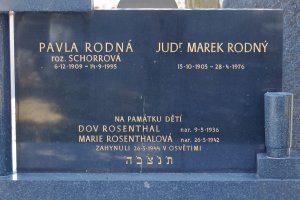 PAVLA RODNÁ
roz. SCHORROVÁ
6-12-1909 - 14-9-1995
JUDr MAREK RODNÝ
15-10-1905 - 28-4-1976
NA PAMÁTKU DĚTÍ
DOV ROSENTHAL nar. 9-5-1936
MARIE ROSENTHALOVÁ nar. 26-5-1942
ZAHYNULI 26-3-1944 V OSVĚTIMI
תנצבה